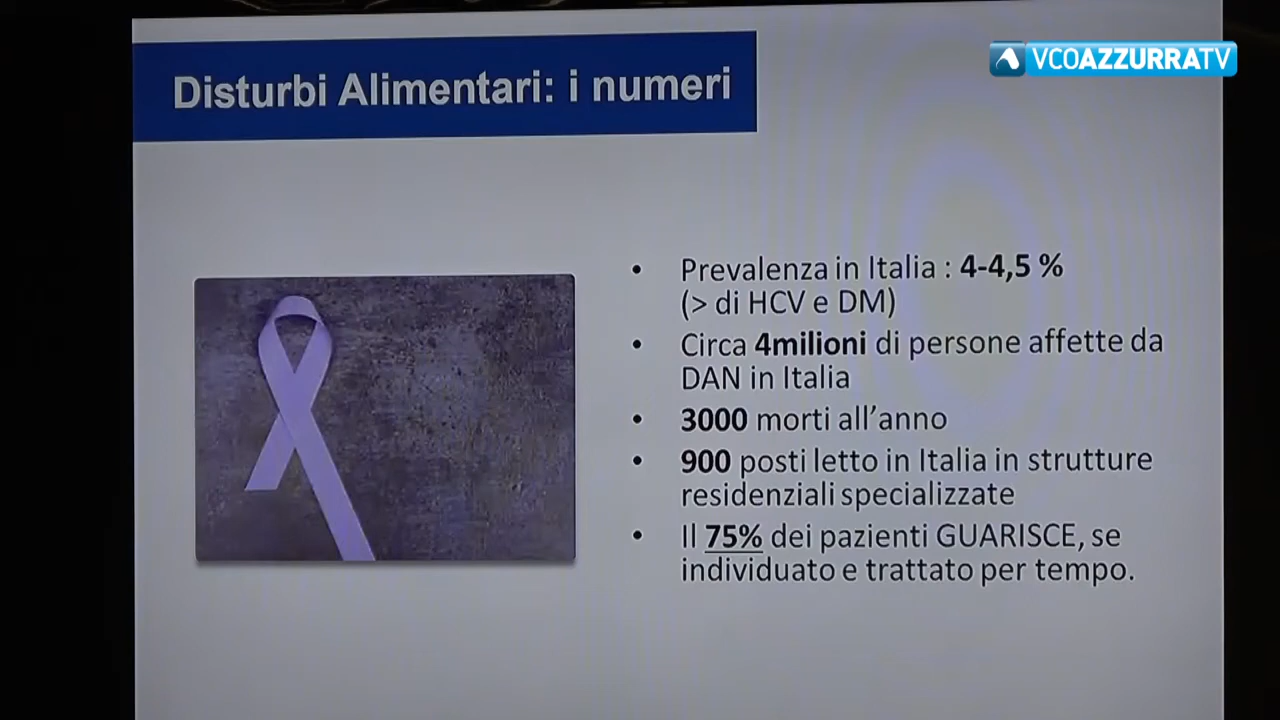 VCOAZZURRATV
Disturbi Alimentari: i numeri
• Prevalenza in Italia : 4-4,5 %
(> di HCV e DM)
• Circa 4milioni di persone affette da
DAN in Italia
• 3000 morti all'anno
• 900 posti letto in Italia in strutture
residenziali specializzate
• Il 75% dei pazienti GUARISCE, se
individuato e trattato per tempo.